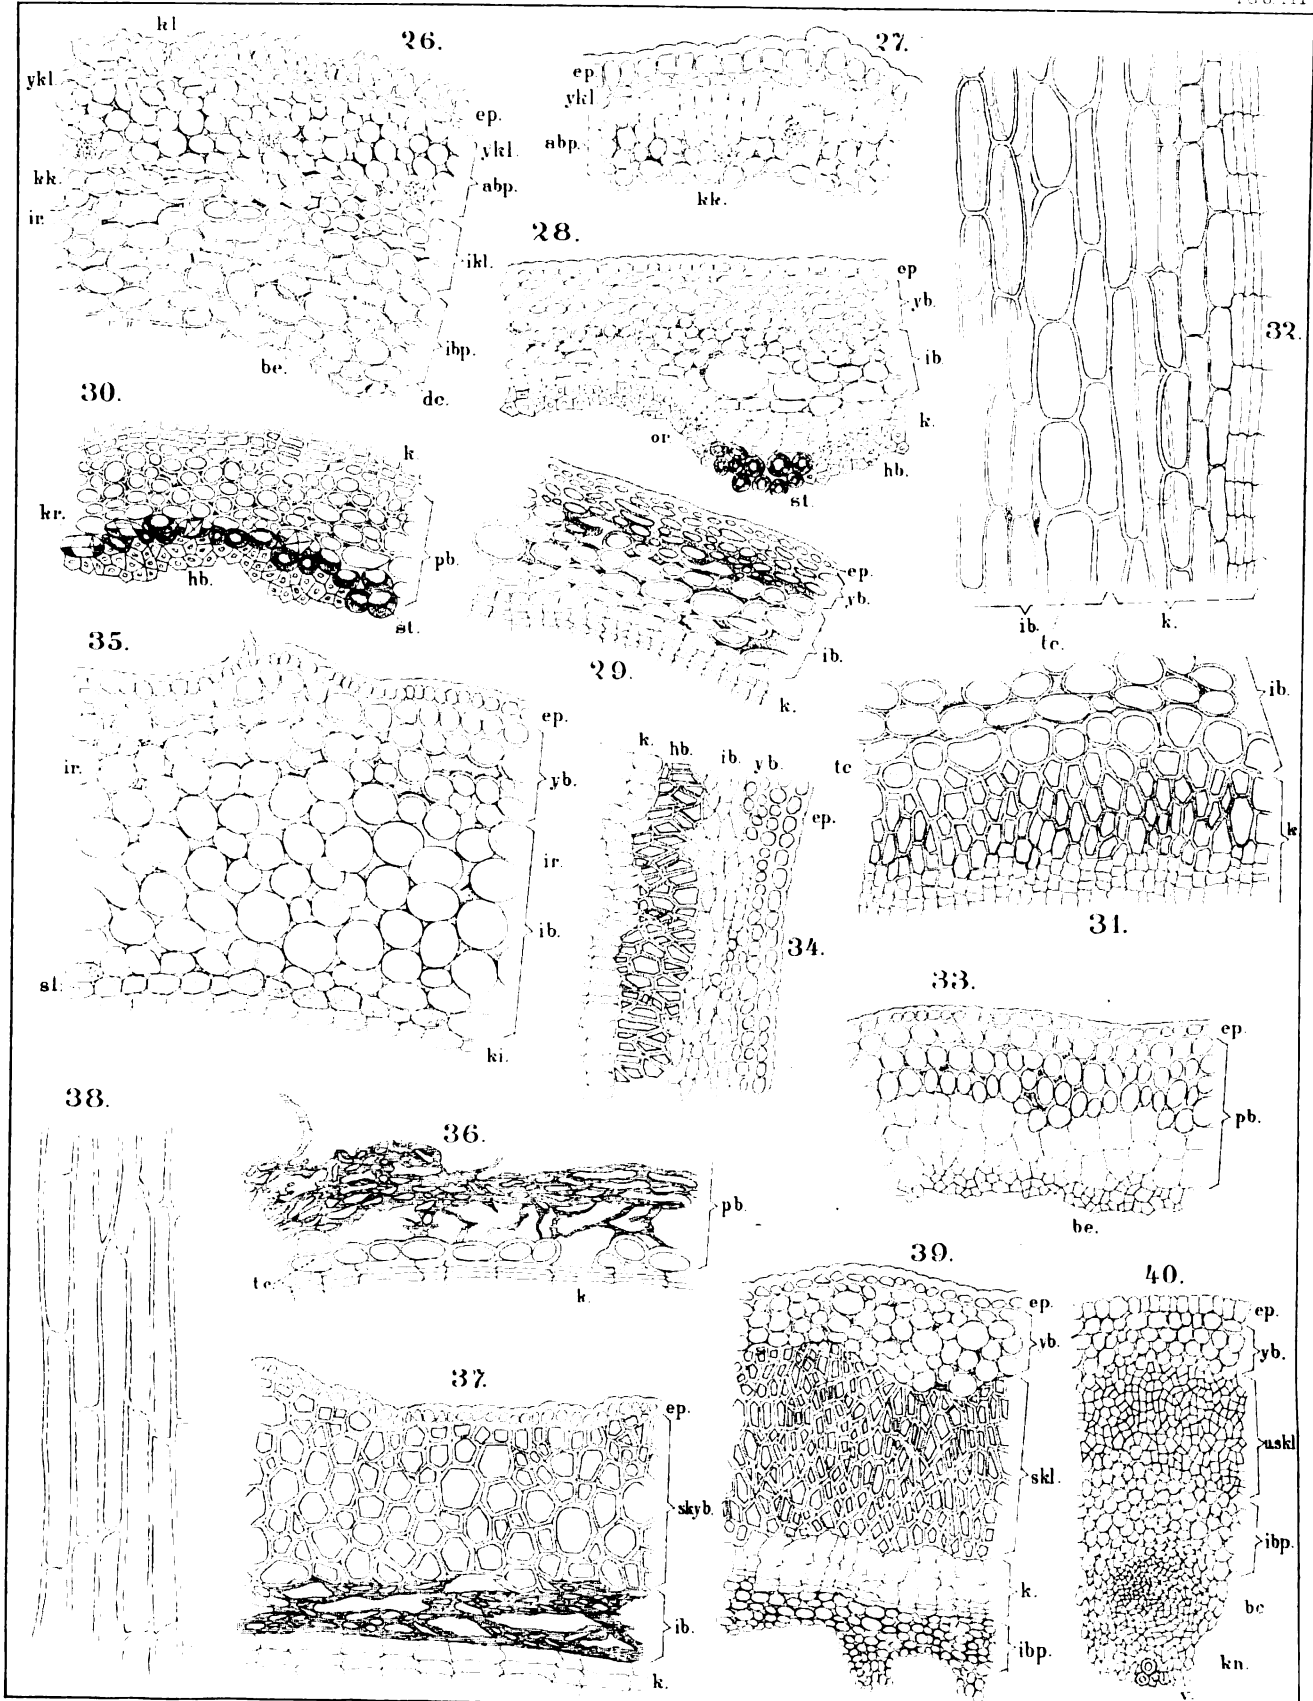 kl
26.
ykl.
ep.
ykl.
abp.
kk.
ir.
ikl.
ibp.
be.
dc.
27.
ep.
ykl.
abp.
kk.
28.
ep
yb.
ib.
k.
or.
hb.
st.
32.
ib.
k.
tc.
30.
k
kr.
pb.
hb.
st.
ep.
yb.
ib.
29.
k.
35.
ep.
ir.
yb.
ir.
ib.
st.
ki.
k.
hb.
ib.
yb.
ep.
34.
ib.
tc
k
31.
33.
ep.
pb.
be.
38.
36.
pb.
tc.
k.
37.
ep.
skyb.
ib.
k.
39.
ep.
yb.
skl.
k.
ibp.
40.
ep.
yb.
uskl
ibp.
bc
kn.